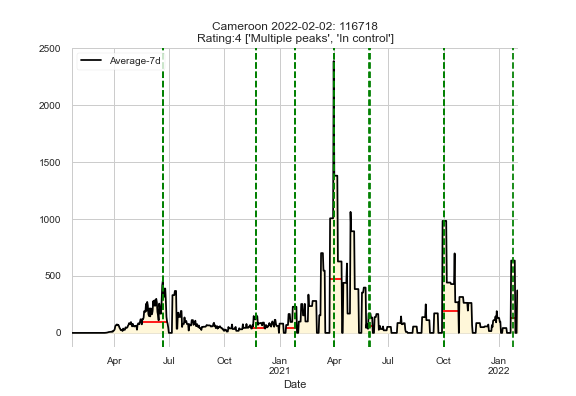 Cameroon 2022-02-02: 116718
Rating:4 ['Multiple peaks', 'In control']
2500
Average-7d
2000
1500
1000
500
0
Apr Jul Oct Jan Apr Jul Oct Jan
2021 2022
Date